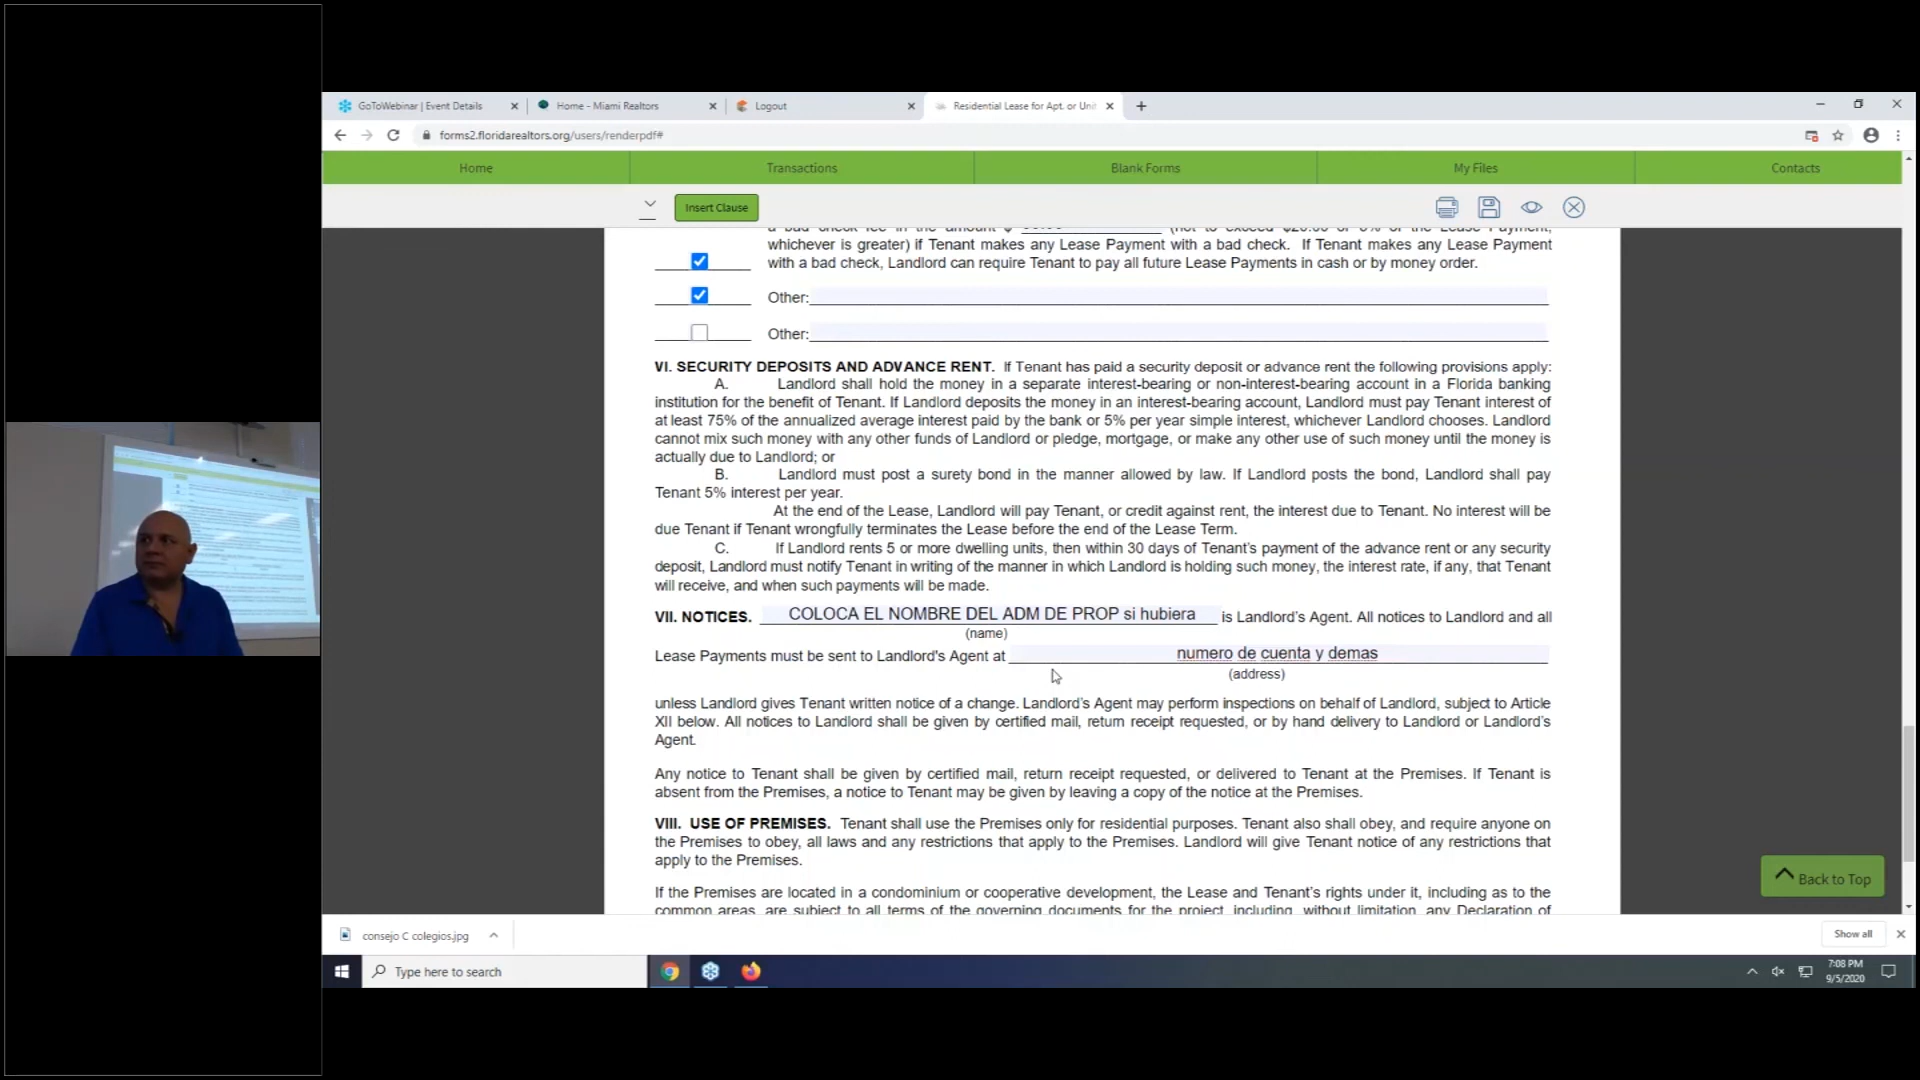 GoToWebinar | Event Details
Home - Miami Realtors
Logout
Residential Lease for Apt. or Unit
forms2.floridarealtors.org/users/renderpdf#
Home Transactions Blank Forms My Files Contacts
Insert Clause
whichever is greater) if Tenant makes any Lease Payment with a bad check. If Tenant makes any Lease Payment
with a bad check, Landlord can require Tenant to pay all future Lease Payments in cash or by money order.
Other:
Other:
VI. SECURITY DEPOSITS AND ADVANCE RENT. If Tenant has paid a security deposit or advance rent the following provisions apply:
A. Landlord shall hold the money in a separate interest-bearing or non-interest-bearing account in a Florida banking
institution for the benefit of Tenant. If Landlord deposits the money in an interest-bearing account, Landlord must pay Tenant interest of
at least 75% of the annualized average interest paid by the bank or 5% per year simple interest, whichever Landlord chooses. Landlord
cannot mix such money with any other funds of Landlord or pledge, mortgage, or make any other use of such money until the money is
actually due to Landlord; or
B. Landlord must post a surety bond in the manner allowed by law. If Landlord posts the bond, Landlord shall pay
Tenant 5% interest per year.
At the end of the Lease, Landlord will pay Tenant, or credit against rent, the interest due to Tenant. No interest will be
due Tenant if Tenant wrongfully terminates the Lease before the end of the Lease Term.
C. If Landlord rents 5 or more dwelling units, then within 30 days of Tenant's payment of the advance rent or any security
deposit, Landlord must notify Tenant in writing of the manner in which Landlord is holding such money, the interest rate, if any, that Tenant
will receive, and when such payments will be made.
VII. NOTICES. COLOCA EL NOMBRE DEL ADM DE PROP si hubiera is Landlord's Agent. All notices to Landlord and all
(name)
Lease Payments must be sent to Landlord's Agent at numero de cuenta y demas
(address)
unless Landlord gives Tenant written notice of a change. Landlord's Agent may perform inspections on behalf of Landlord, subject to Article
XII below. All notices to Landlord shall be given by certified mail, return receipt requested, or by hand delivery to Landlord or Landlord's
Agent.
Any notice to Tenant shall be given by certified mail, return receipt requested, or delivered to Tenant at the Premises. If Tenant is
absent from the Premises, a notice to Tenant may be given by leaving a copy of the notice at the Premises.
VIII. USE OF PREMISES. Tenant shall use the Premises only for residential purposes. Tenant also shall obey, and require anyone on
the Premises to obey, all laws and any restrictions that apply to the Premises. Landlord will give Tenant notice of any restrictions that
apply to the Premises.
If the Premises are located in a condominium or cooperative development, the Lease and Tenant's rights under it, including as to the
common areas, are subject to all terms of the governing documents for the project, including, without limitation, any Declaration of
Back to Top
consejo C colegios.jpg
Show all
Type here to search
7:08 PM
9/5/2020